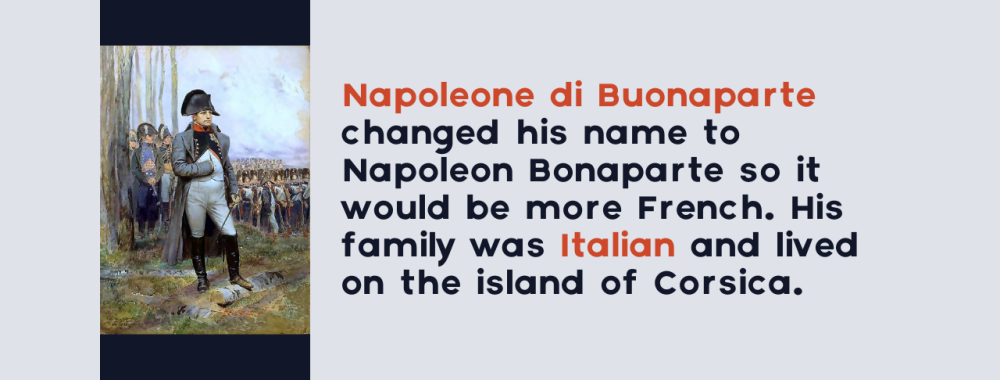 Napoleone di Buonaparte
changed his name to
Napoleon Bonaparte so it
would be more French. His
family was Italian and lived
on the island of Corsica.